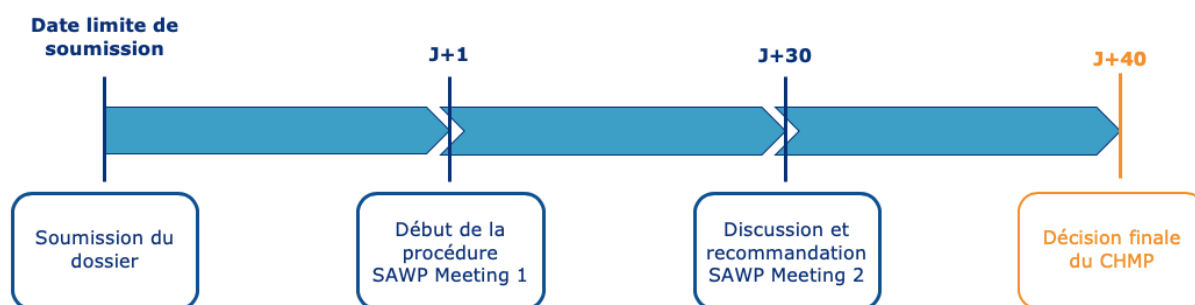 Date limite de
soumission
J+1
J+30
J+40
Soumission du
dossier
Début de la
procédure
SAWP Meeting 1
Discussion et
recommandation
SAWP Meeting 2
Décision finale
du CHMP